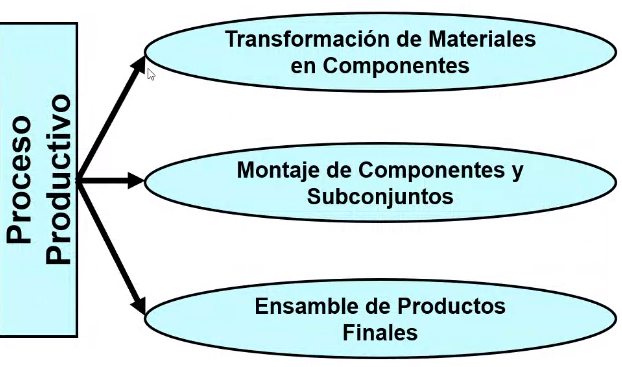 Proceso
Productivo
Transformación de Materiales
en Componentes
Montaje de Componentes y
Subconjuntos
Ensamble de Productos
Finales